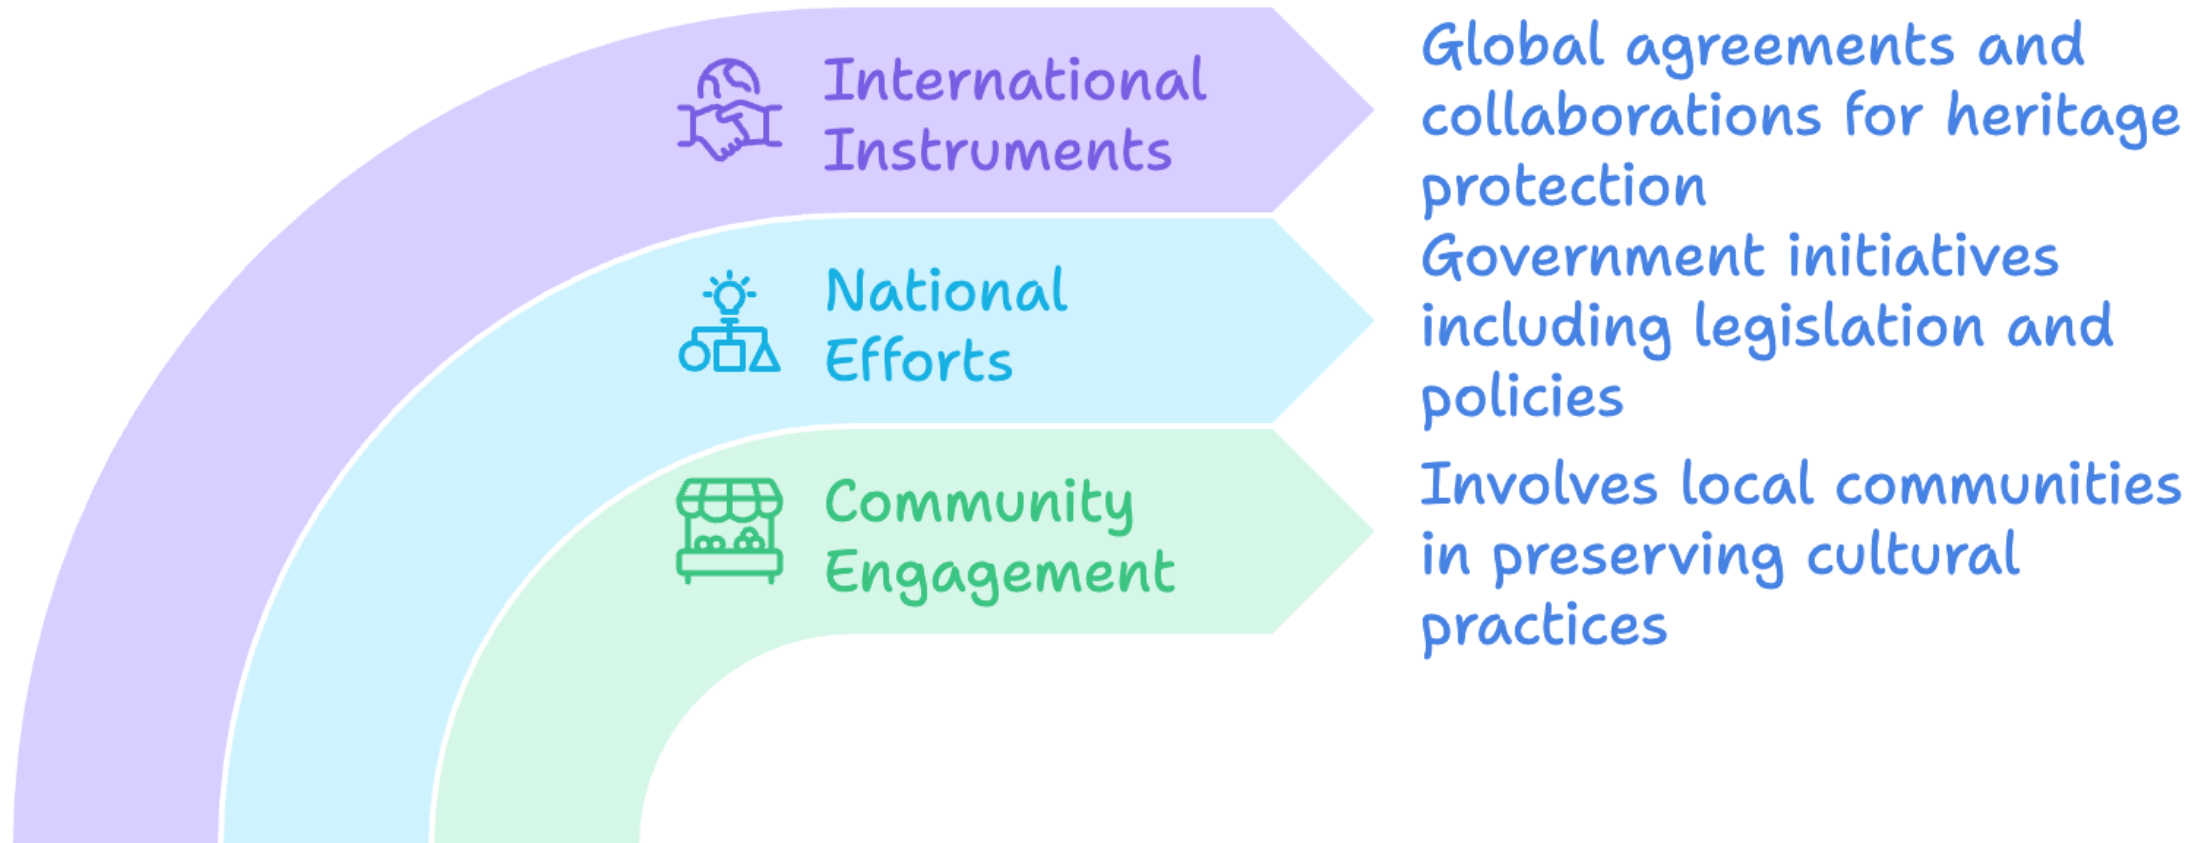 International
Instruments
Global agreements and
collaborations for heritage
protection
National
Efforts
Government initiatives
including legislation and
policies
Community
Engagement
Involves local communities
in preserving cultural
practices